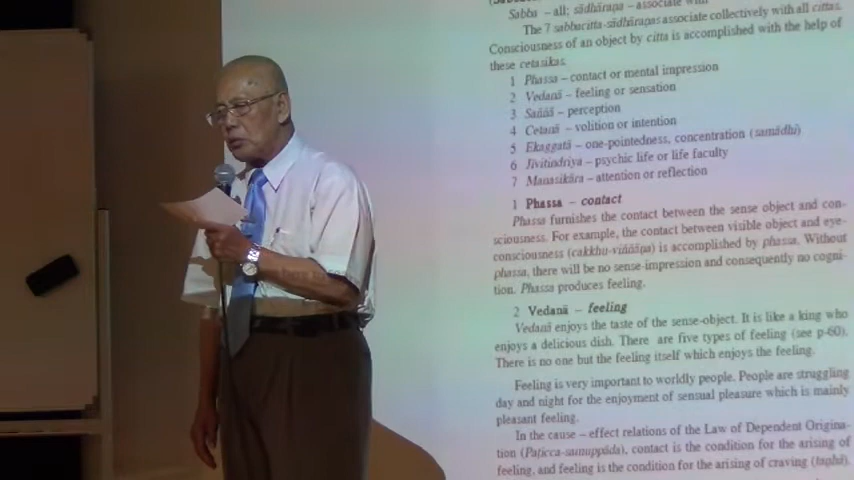 Sabba – all; sādhāraṇa – associate with
The 7 sabbacitta-sādhāraṇas associate collectively with all cittas.
Consciousness of an object by citta is accomplished with the help of
these cetasikas.
1 Phassa – contact or mental impression
2 Vedanā – feeling or sensation
3 Saññā – perception
4 Cetanā – volition or intention
5 Ekaggatā – one-pointedness, concentration (samādhi)
6 Jīvitindriya – psychic life or life faculty
7 Manasikāra – attention or reflection
1 Phassa – contact
Phassa furnishes the contact between the sense object and con-
sciousness. For example, the contact between visible object and eye-
consciousness (cakkhu-viññāṇa) is accomplished by phassa. Without
phassa, there will be no sense-impression and consequently no cogni-
tion. Phassa produces feeling.
2 Vedanā – feeling
Vedanā enjoys the taste of the sense-object. It is like a king who
enjoys a delicious dish. There are five types of feeling (see p-60).
There is no one but the feeling itself which enjoys the feeling.
Feeling is very important to worldly people. People are struggling
day and night for the enjoyment of sensual pleasure which is mainly
pleasant feeling.
In the cause – effect relations of the Law of Dependent Origina-
tion (Paṭicca-samuppāda), contact is the condition for the arising of
feeling, and feeling is the condition for the arising of craving (taṇhā).